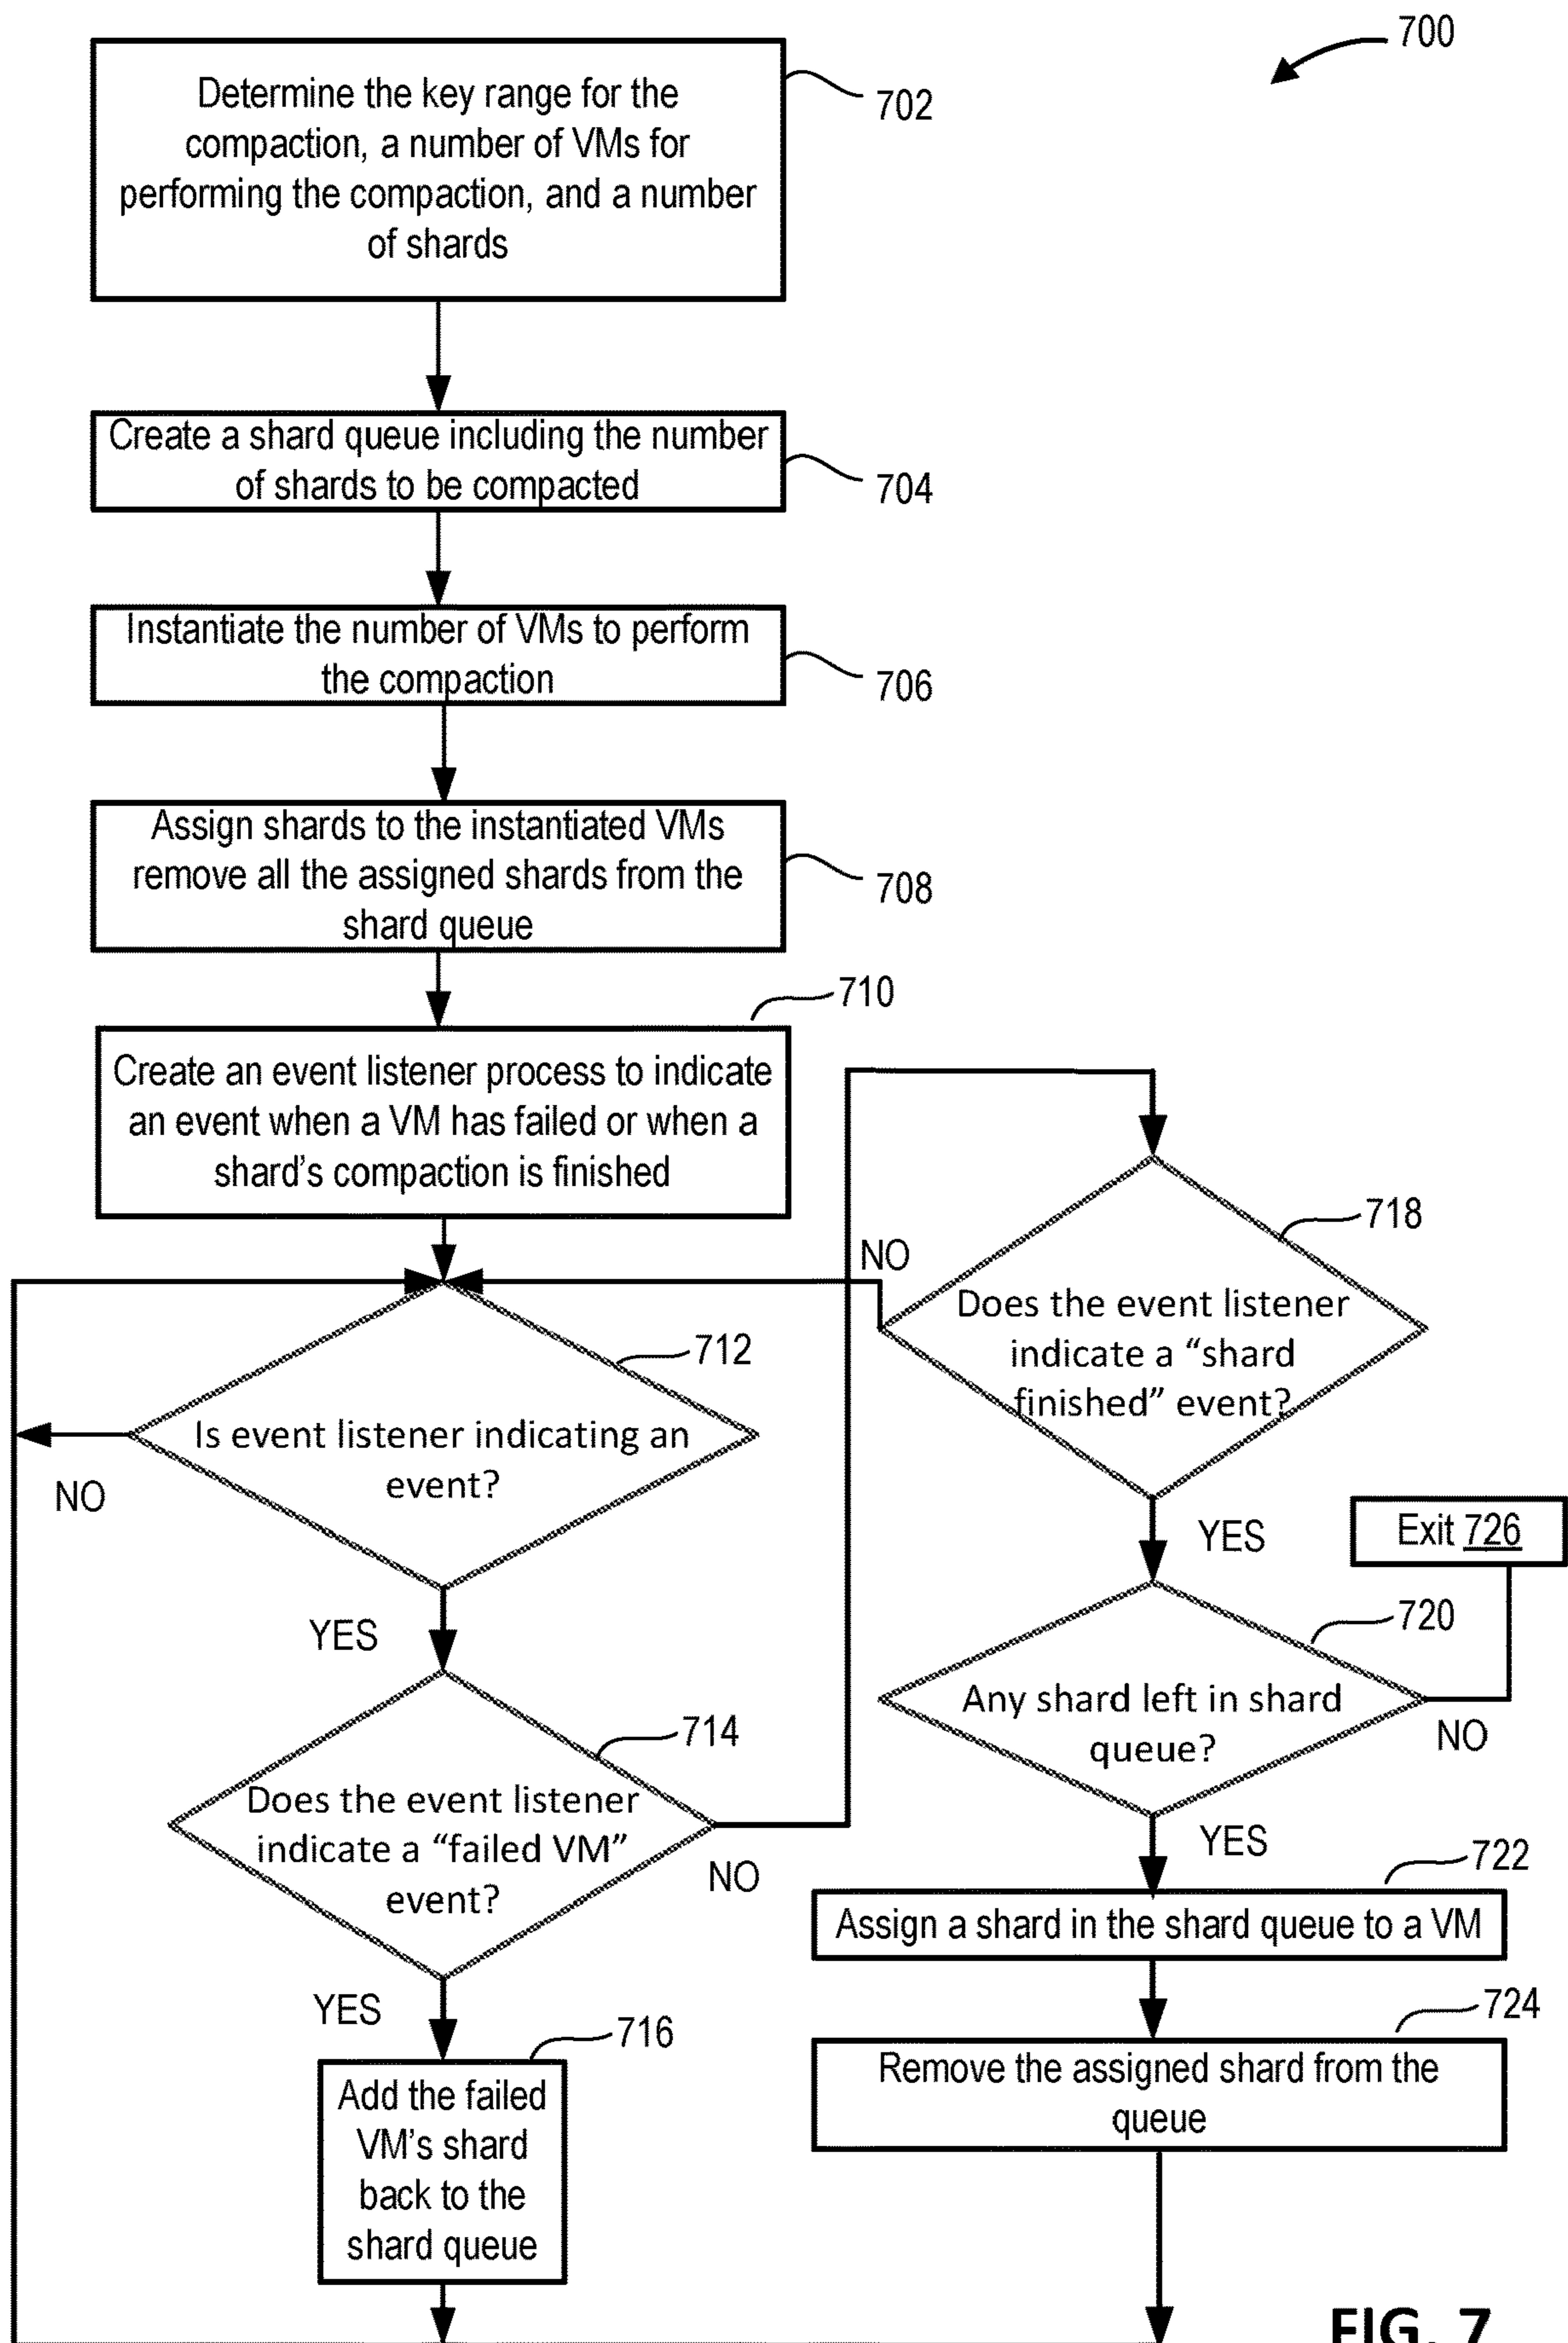 700
Determine the key range for the
compaction, a number of VMs for
performing the compaction, and a number
of shards
702
Create a shard queue including the number
of shards to be compacted
704
Instantiate the number of VMs to perform
the compaction
706
Assign shards to the instantiated VMs
remove all the assigned shards from the
shard queue
708
710
Create an event listener process to indicate
an event when a VM has failed or when a
shard's compaction is finished
712
Is event listener indicating an
event?
NO
YES
714
Does the event listener
indicate a “failed VM”
event?
NO
YES
716
Add the failed
VM's shard
back to the
shard queue
718
NO
Does the event listener
indicate a “shard
finished” event?
YES
Exit 726
720
Any shard left in shard
queue?
NO
YES
722
Assign a shard in the shard queue to a VM
724
Remove the assigned shard from the
queue
FIG. 7